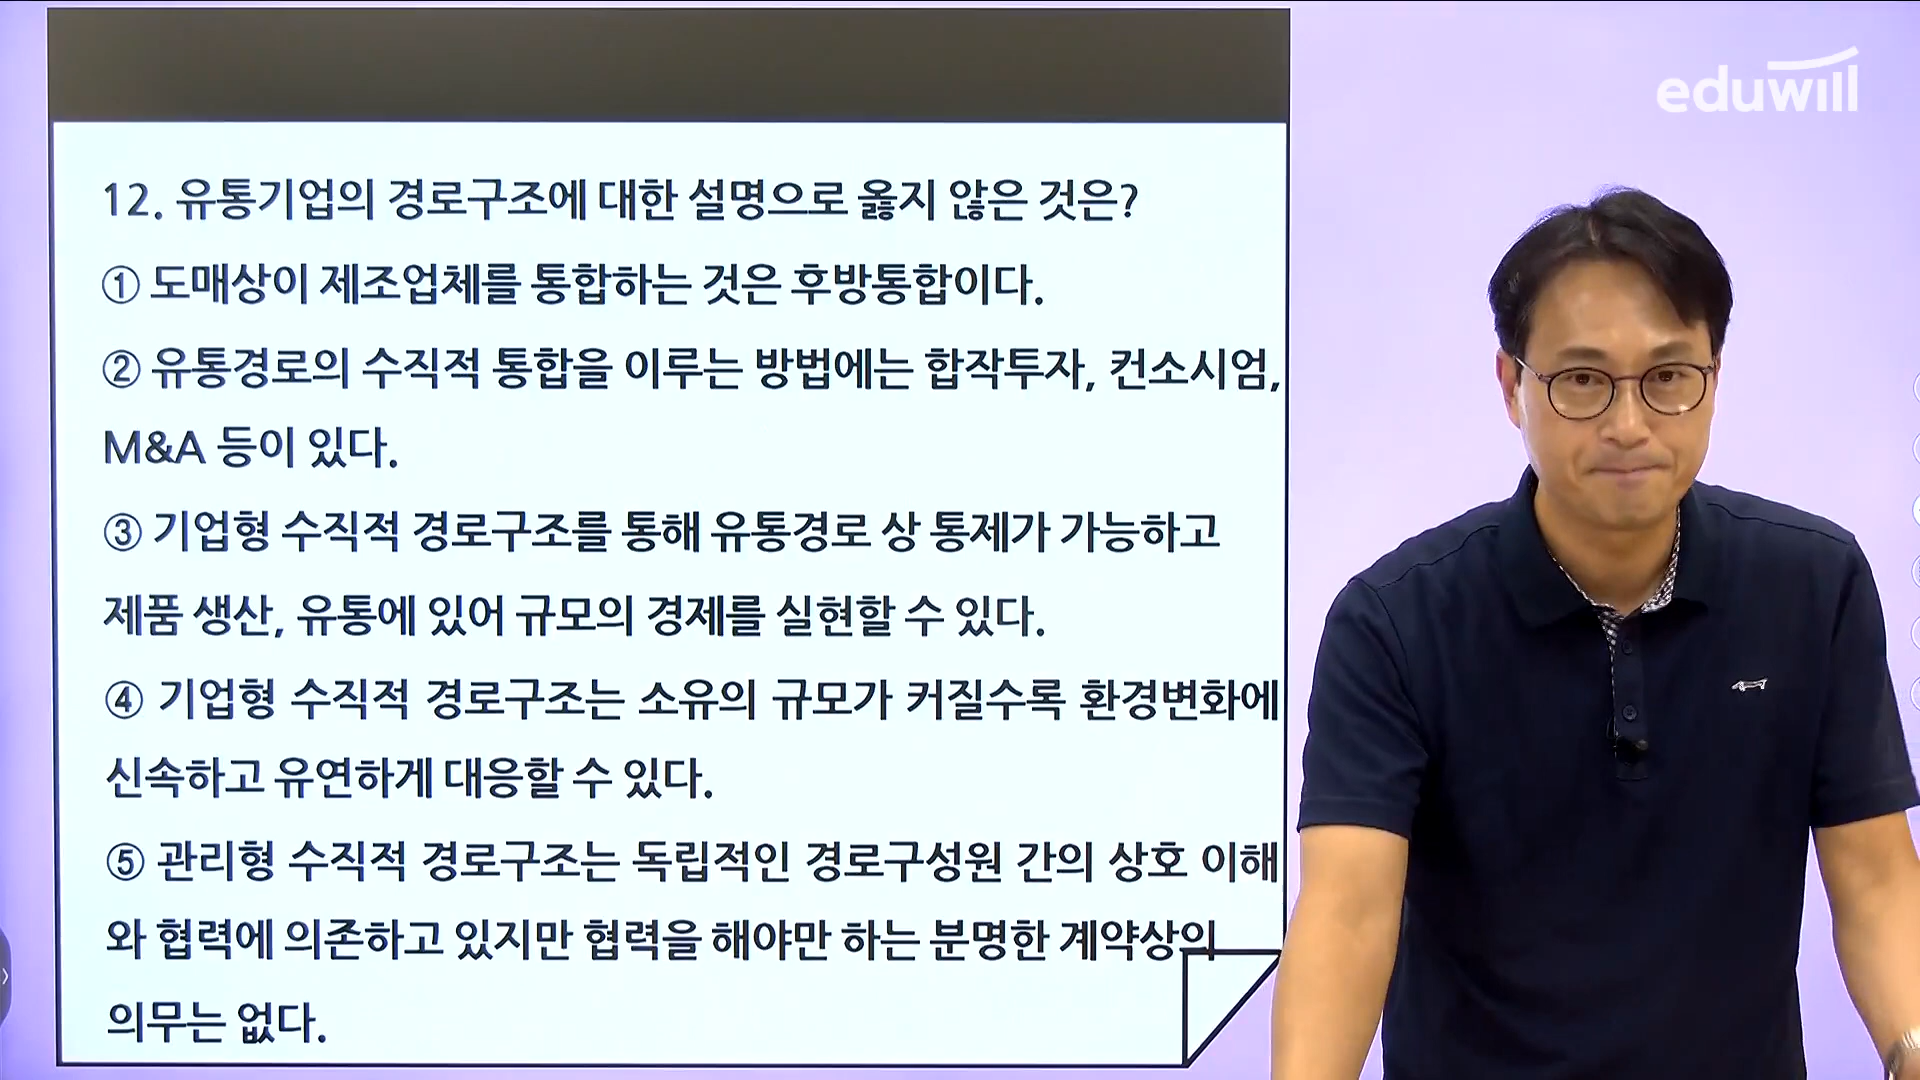 eduwill
12. 유통기업의 경로구조에 대한 설명으로 옳지 않은 것은?
① 도매상이 제조업체를 통합하는 것은 후방통합이다.
② 유통경로의 수직적 통합을 이루는 방법에는 합작투자, 컨소시엄,
M&A 등이 있다.
③ 기업형 수직적 경로구조를 통해 유통경로 상 통제가 가능하고
제품 생산, 유통에 있어 규모의 경제를 실현할 수 있다.
④ 기업형 수직적 경로구조는 소유의 규모가 커질수록 환경변화에
신속하고 유연하게 대응할 수 있다.
⑤ 관리형 수직적 경로구조는 독립적인 경로구성원 간의 상호 이해
와 협력에 의존하고 있지만 협력을 해야만 하는 분명한 계약상의
의무는 없다.